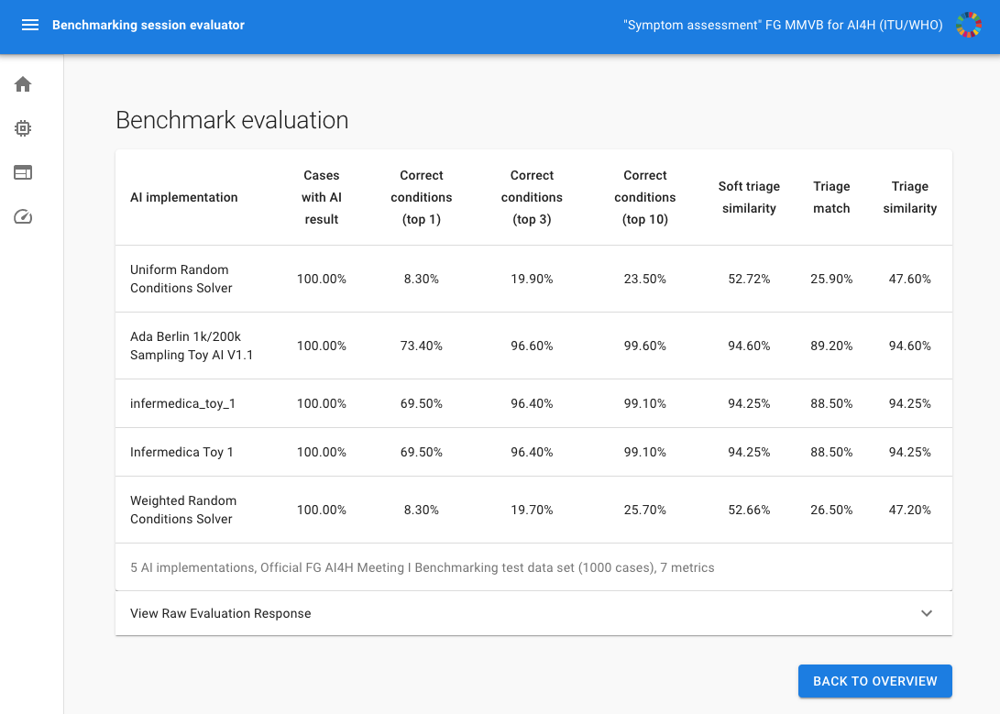 Benchmarking session evaluator
"Symptom assessment" FG MMVB for AI4H (ITU/WHO)
Benchmark evaluation
AI implementation
Cases
with AI
result
Correct
conditions
(top 1)
Correct
conditions
(top 3)
Correct
conditions
(top 10)
Soft triage
similarity
Triage
match
Triage
similarity
Uniform Random
Conditions Solver
100.00% 8.30% 19.90% 23.50% 52.72% 25.90% 47.60%
Ada Berlin 1k/200k
Sampling Toy AI V1.1
100.00% 73.40% 96.60% 99.60% 94.60% 89.20% 94.60%
infermedica_toy_1 100.00% 69.50% 96.40% 99.10% 94.25% 88.50% 94.25%
Infermedica Toy 1 100.00% 69.50% 96.40% 99.10% 94.25% 88.50% 94.25%
Weighted Random
Conditions Solver
100.00% 8.30% 19.70% 25.70% 52.66% 26.50% 47.20%
5 AI implementations, Official FG AI4H Meeting I Benchmarking test data set (1000 cases), 7 metrics
View Raw Evaluation Response
BACK TO OVERVIEW